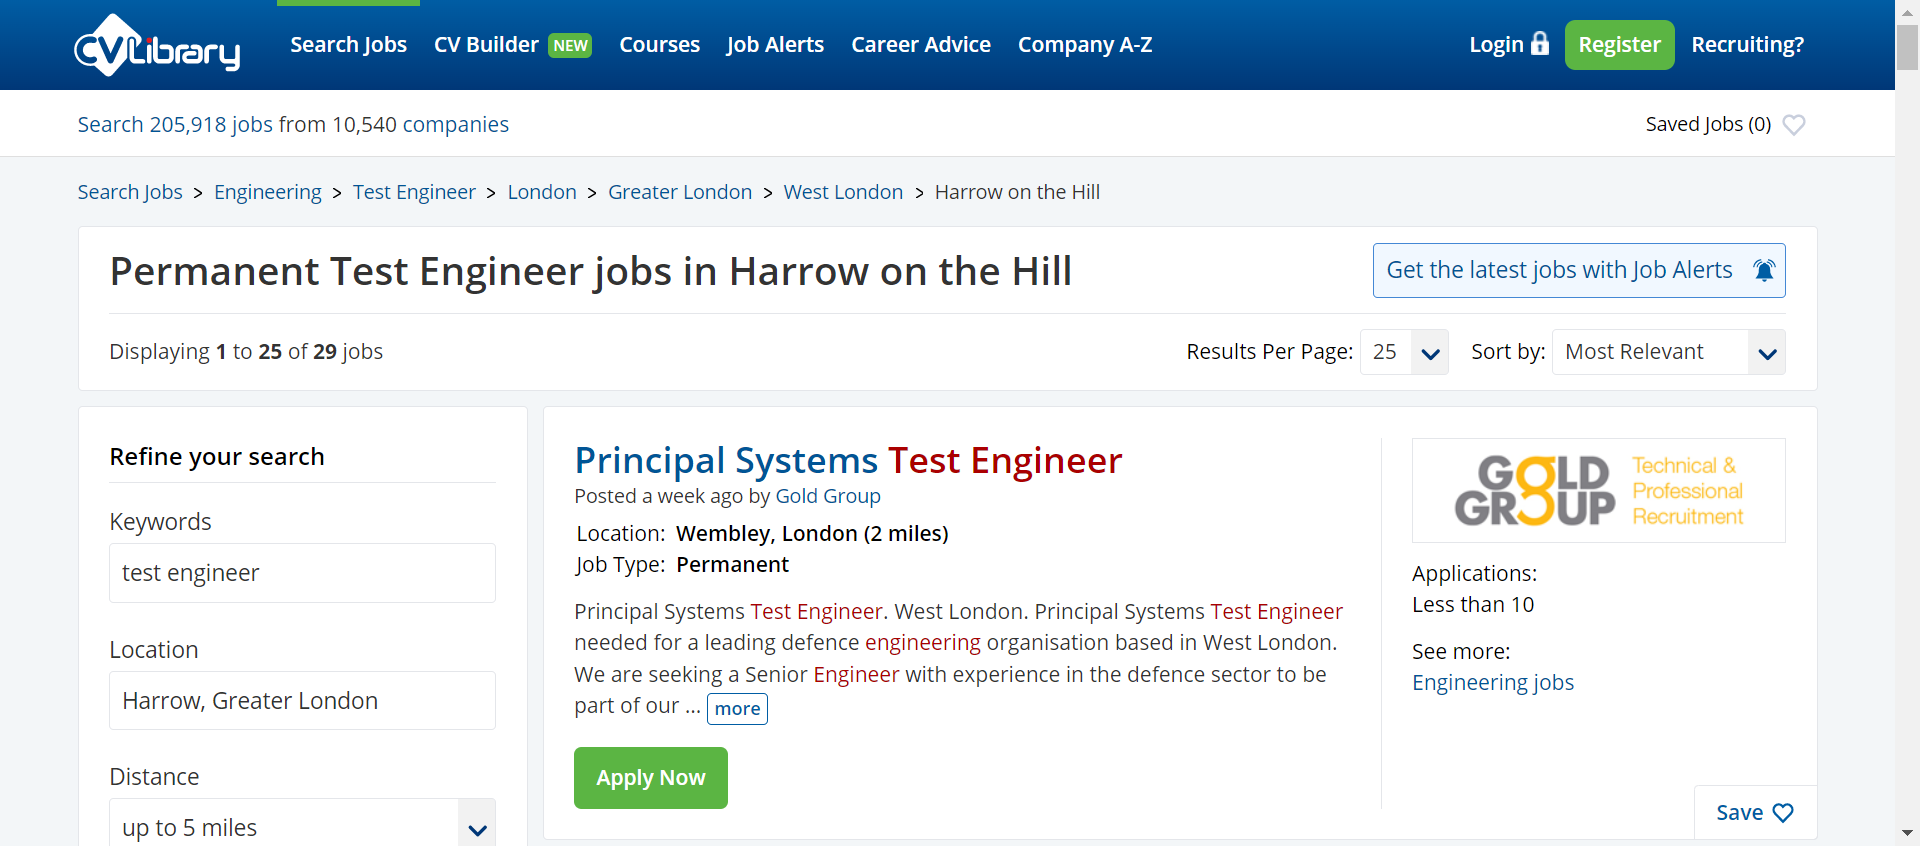 CVLibrary
Search Jobs CV Builder NEW Courses Job Alerts Career Advice Company A-Z Login Register Recruiting?
Search 205,918 jobs from 10,540 companies
Saved Jobs (0)
Search Jobs > Engineering > Test Engineer > London > Greater London > West London > Harrow on the Hill
Permanent Test Engineer jobs in Harrow on the Hill
Get the latest jobs with Job Alerts
Displaying 1 to 25 of 29 jobs
Results Per Page: 25 Sort by: Most Relevant
Refine your search
Keywords
test engineer
Location
Harrow, Greater London
Distance
up to 5 miles
Principal Systems Test Engineer
Posted a week ago by Gold Group
Location: Wembley, London (2 miles)
Job Type: Permanent
Principal Systems Test Engineer. West London. Principal Systems Test Engineer
needed for a leading defence engineering organisation based in West London.
We are seeking a Senior Engineer with experience in the defence sector to be
part of our ... more
Apply Now
GOLD GROUP
Technical &
Professional
Recruitment
Applications:
Less than 10
See more:
Engineering jobs
Save